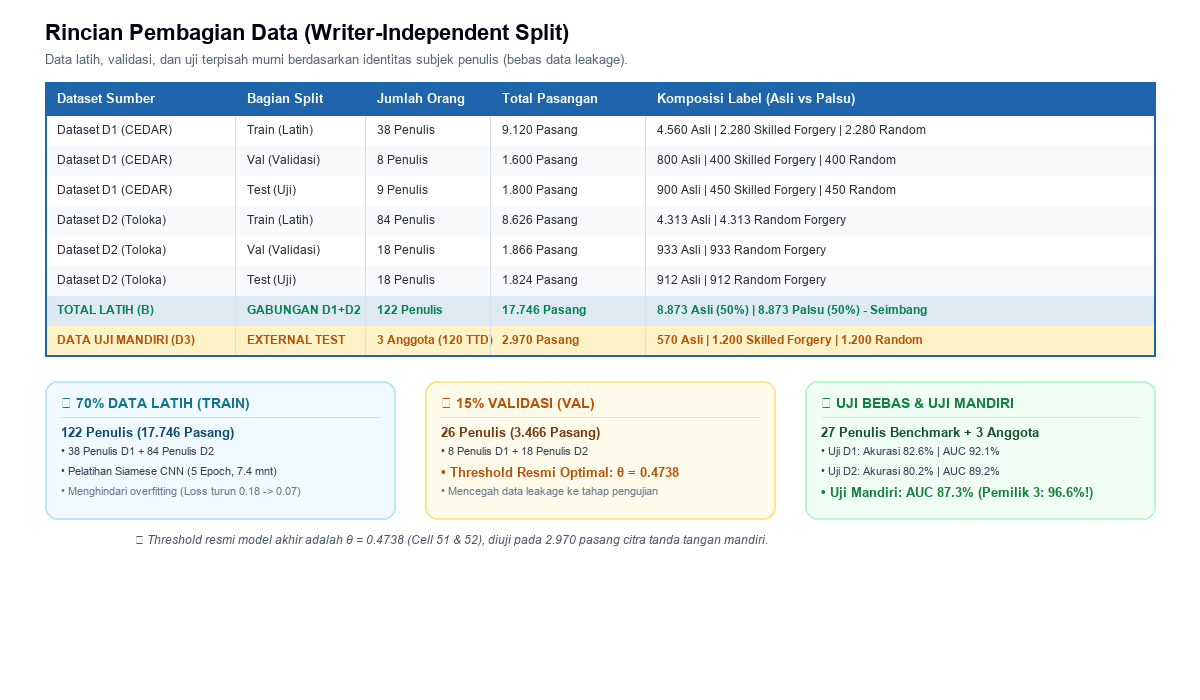 Rincian Pembagian Data (Writer-Independent Split)
Data latih, validasi, dan uji terpisah murni berdasarkan identitas subjek penulis (bebas data leakage).
Dataset Sumber Bagian Split Jumlah Orang Total Pasangan Komposisi Label (Asli vs Palsu)
Dataset D1 (CEDAR) Train (Latih) 38 Penulis 9.120 Pasang 4.560 Asli | 2.280 Skilled Forgery | 2.280 Random
Dataset D1 (CEDAR) Val (Validasi) 8 Penulis 1.600 Pasang 800 Asli | 400 Skilled Forgery | 400 Random
Dataset D1 (CEDAR) Test (Uji) 9 Penulis 1.800 Pasang 900 Asli | 450 Skilled Forgery | 450 Random
Dataset D2 (Toloka) Train (Latih) 84 Penulis 8.626 Pasang 4.313 Asli | 4.313 Random Forgery
Dataset D2 (Toloka) Val (Validasi) 18 Penulis 1.866 Pasang 933 Asli | 933 Random Forgery
Dataset D2 (Toloka) Test (Uji) 18 Penulis 1.824 Pasang 912 Asli | 912 Random Forgery
TOTAL LATIH (B) GABUNGAN D1+D2 122 Penulis 17.746 Pasang 8.873 Asli (50%) | 8.873 Palsu (50%) - Seimbang
DATA UJI MANDIRI (D3) EXTERNAL TEST 3 Anggota (120 TTD) 2.970 Pasang 570 Asli | 1.200 Skilled Forgery | 1.200 Random
70% DATA LATIH (TRAIN)
122 Penulis (17.746 Pasang)
• 38 Penulis D1 + 84 Penulis D2
• Pelatihan Siamese CNN (5 Epoch, 7.4 mnt)
• Menghindari overfitting (Loss turun 0.18 -> 0.07)
15% VALIDASI (VAL)
26 Penulis (3.466 Pasang)
• 8 Penulis D1 + 18 Penulis D2
• Threshold Resmi Optimal: θ = 0.4738
• Mencegah data leakage ke tahap pengujian
UJI BEBAS & UJI MANDIRI
27 Penulis Benchmark + 3 Anggota
• Uji D1: Akurasi 82.6% | AUC 92.1%
• Uji D2: Akurasi 80.2% | AUC 89.2%
• Uji Mandiri: AUC 87.3% (Pemilik 3: 96.6%!)
Threshold resmi model akhir adalah θ = 0.4738 (Cell 51 & 52), diuji pada 2.970 pasang citra tanda tangan mandiri.